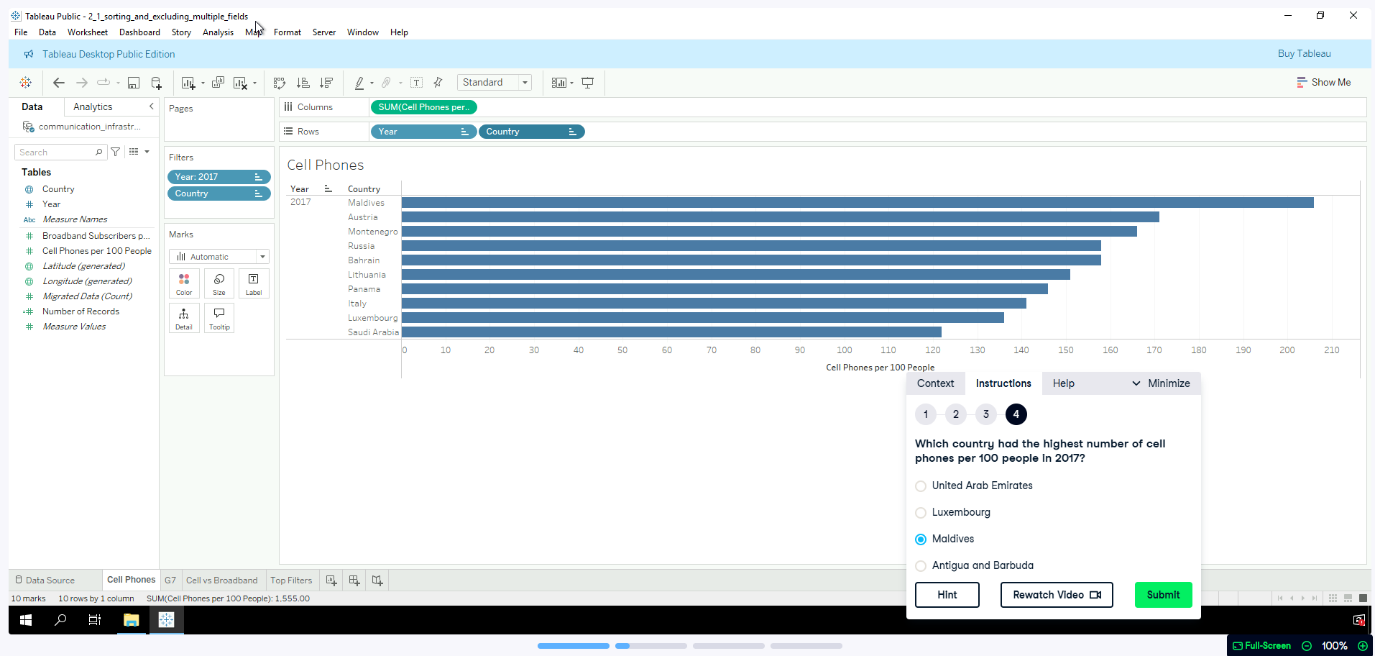 Tableau Public - 2_1_sorting_and_excluding_multiple_fields
File Data Worksheet Dashboard Story Analysis Map Format Server Window Help
Tableau Desktop Public Edition
Buy Tableau
Standard
Show Me
Data
Analytics
communication_infrastr...
Search
Tables
Country
Year
Abc Measure Names
Broadband Subscribers p...
Cell Phones per 100 People
Latitude (generated)
Longitude (generated)
Migrated Data (Count)
Number of Records
Measure Values
Pages
Filters
Year: 2017
Country
Marks
Automatic
Color
Size
Label
Detail
Tooltip
Columns
SUM(Cell Phones per..
Rows
Year
Country
Cell Phones
Year Country
2017 Maldives
Austria
Montenegro
Russia
Bahrain
Lithuania
Panama
Italy
Luxembourg
Saudi Arabia
0 10 20 30 40 50 60 70 80 90 100 110 120 130 140 150 160 170 180 190 200 210
Cell Phones per 100 People
Context
Instructions
Help
Minimize
1 2 3 4
Which country had the highest number of cell
phones per 100 people in 2017?
United Arab Emirates
Luxembourg
Maldives
Antigua and Barbuda
Hint
Rewatch Video
Submit
Data Source
Cell Phones
G7
Cell vs Broadband
Top Filters
10 marks 10 rows by 1 column SUM(Cell Phones per 100 People): 1,555.00
Full-Screen
100%